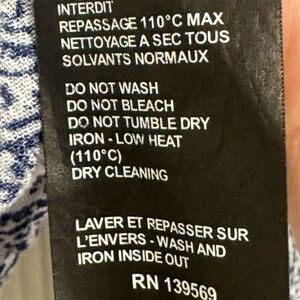 INTERDIT
REPASSAGE 110°C MAX
NETTOYAGE A SEC TOUS
SOLVANTS NORMAUX
DO NOT WASH
DO NOT BLEACH
DO NOT TUMBLE DRY
IRON - LOW HEAT
(110°C)
DRY CLEANING
LAVER ET REPASSER SUR
L'ENVERS - WASH AND
IRON INSIDE OUT
RN 139569